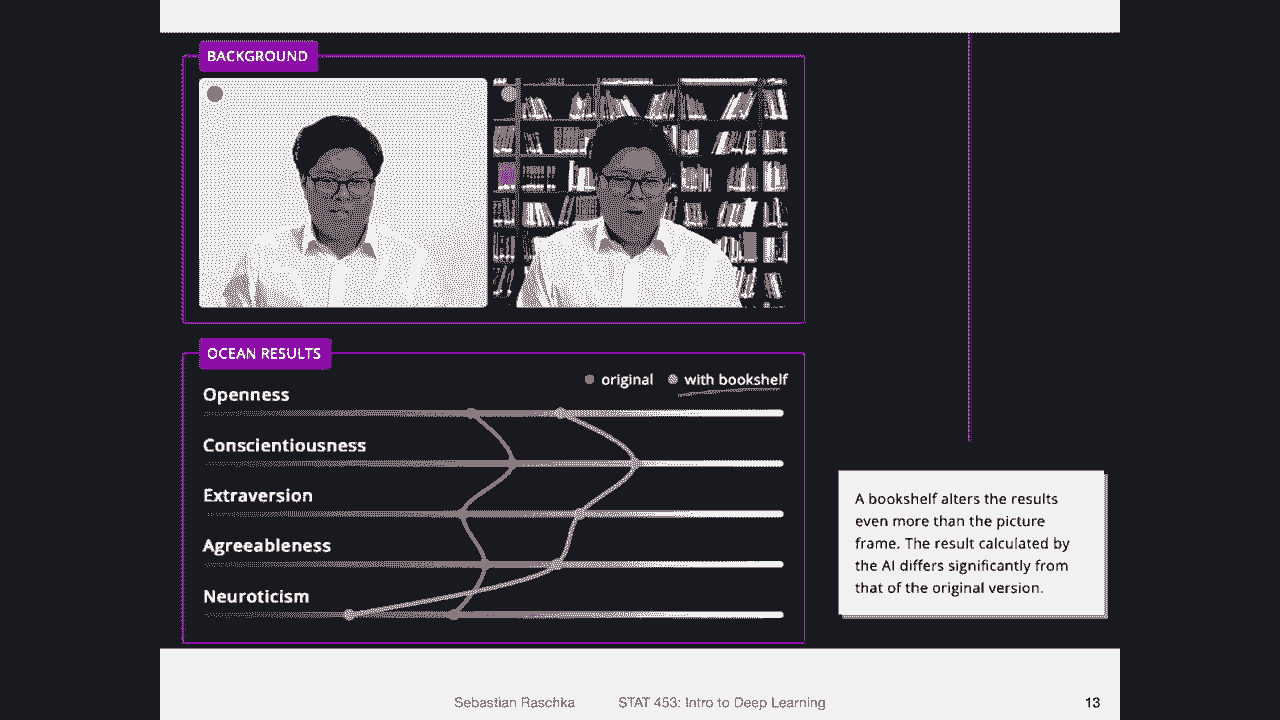 BACKGROUND
OCEAN RESULTS
original with bookshelf
Openness
Conscientiousness
Extraversion
Agreeableness
Neuroticism
A bookshelf alters the results
even more than the picture
frame. The result calculated by
the AI differs significantly from
that of the original version.
Sebastian Raschka STAT 453: Intro to Deep Learning 13